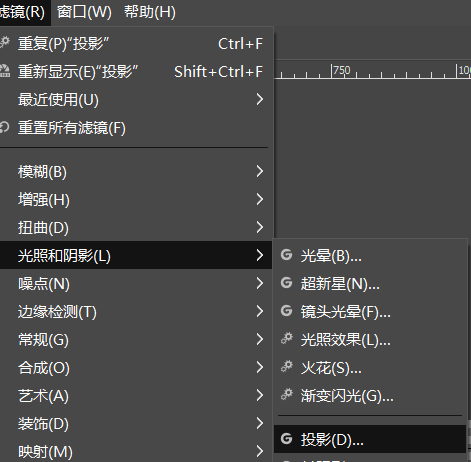 滤镜(R) 窗口(W) 帮助(H)
重复(P)“投影” Ctrl+F
重新显示(E)“投影” Shift+Ctrl+F
最近使用(U)
重置所有滤镜(F)
750
模糊(B)
增强(H)
扭曲(D)
光照和阴影(L)
噪点(N)
边缘检测(T)
常规(G)
合成(O)
艺术(A)
装饰(D)
映射(M)
光晕(B)...
超新星(N)...
镜头光晕(F)...
光照效果(L)...
火花(S)...
渐变闪光(G)...
投影(D)...